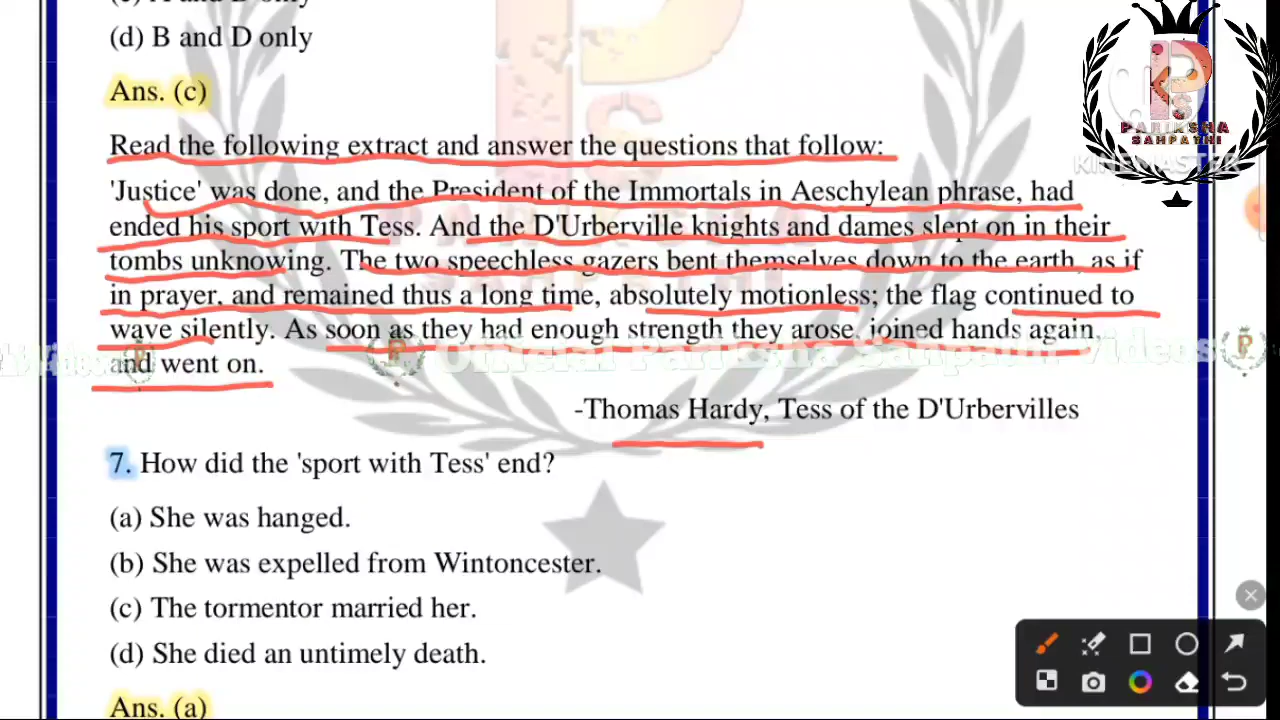 (d) B and D only
Ans. (c)
Read the following extract and answer the questions that follow:
'Justice' was done, and the President of the Immortals in Aeschylean phrase, had
ended his sport with Tess. And the D'Urberville knights and dames slept on in their
tombs unknowing. The two speechless gazers bent themselves down to the earth, as if
in prayer, and remained thus a long time, absolutely motionless; the flag continued to
wave silently. As soon as they had enough strength they arose, joined hands again,
and went on.
-Thomas Hardy, Tess of the D'Urbervilles
7. How did the 'sport with Tess' end?
(a) She was hanged.
(b) She was expelled from Wintoncester.
(c) The tormentor married her.
(d) She died an untimely death.
Ans. (a)
PARIKSHA
SAHPATHI
KINEMASTER
Official Pariksha Sahpathi Videos